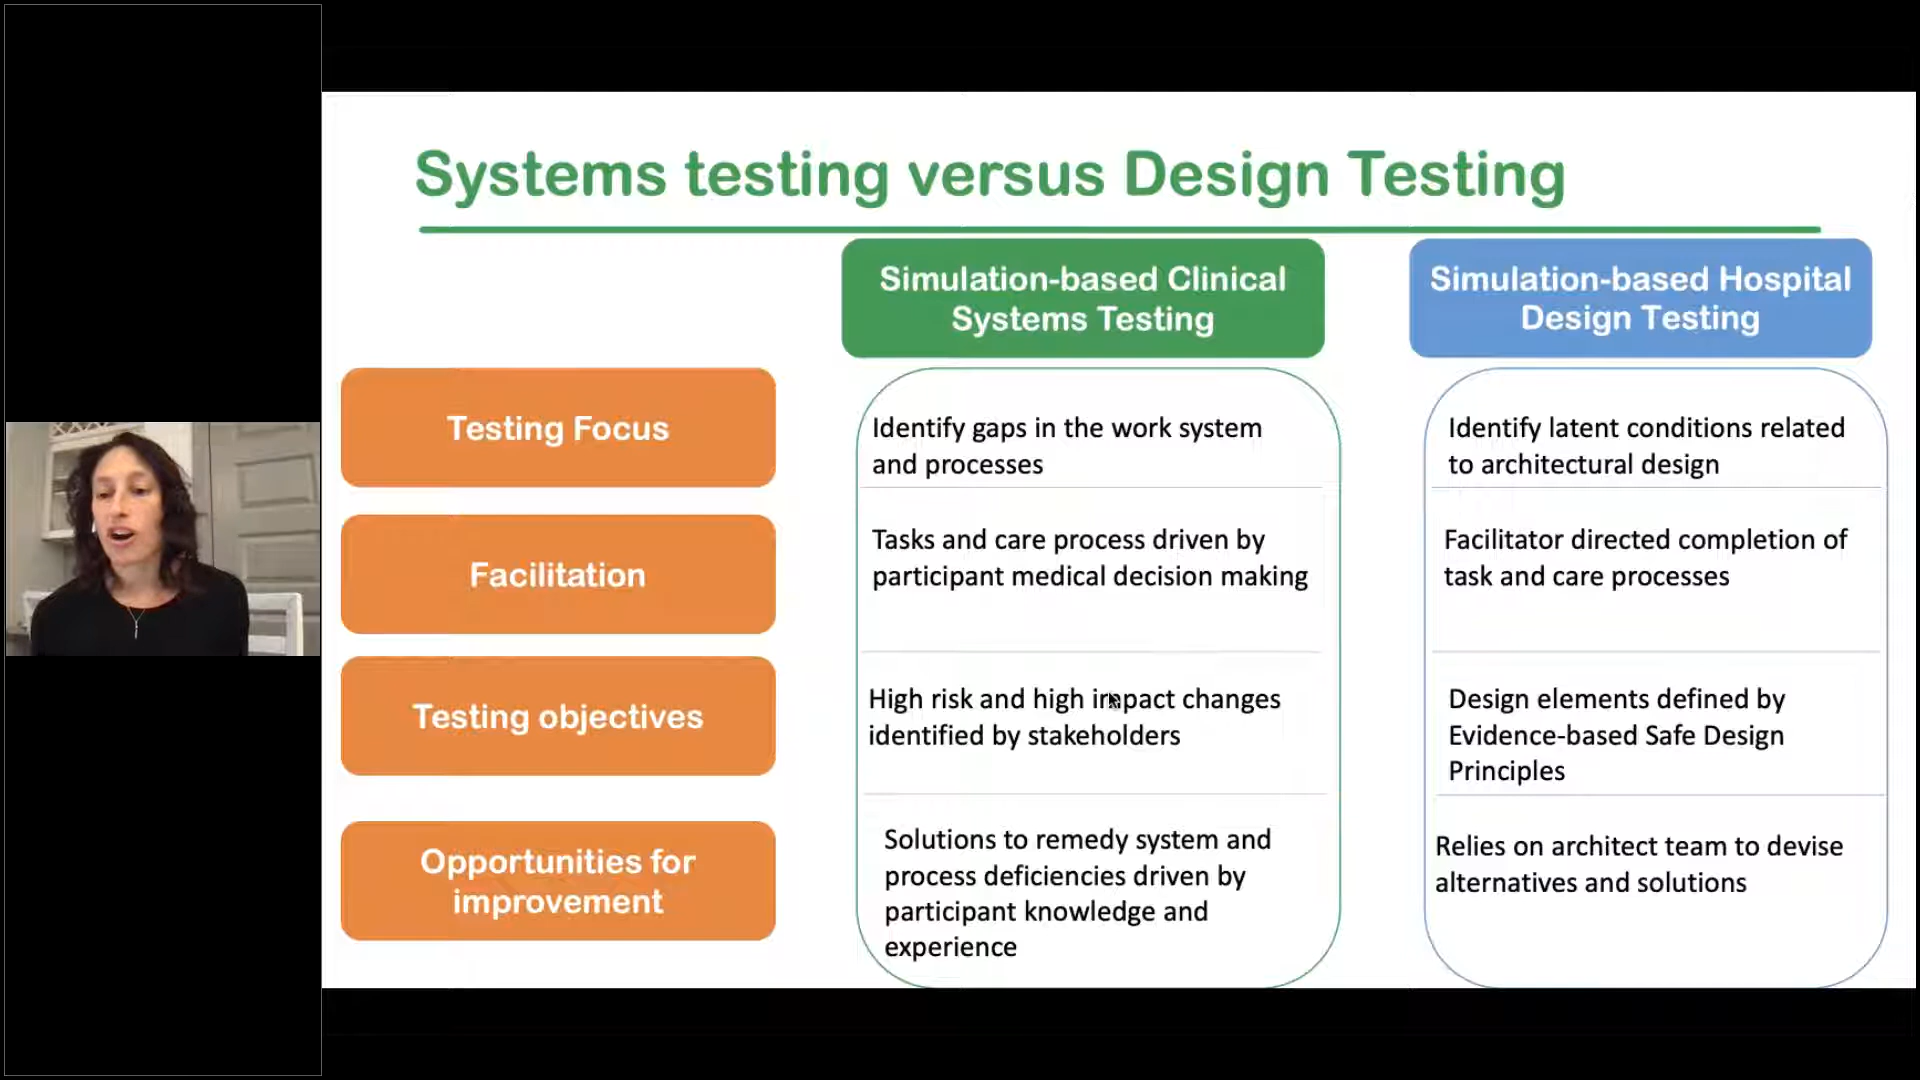 Systems testing versus Design Testing
Simulation-based Clinical
Systems Testing
Simulation-based Hospital
Design Testing
Testing Focus
Identify gaps in the work system
and processes
Identify latent conditions related
to architectural design
Facilitation
Tasks and care process driven by
participant medical decision making
Facilitator directed completion of
task and care processes
Testing objectives
High risk and high impact changes
identified by stakeholders
Design elements defined by
Evidence-based Safe Design
Principles
Opportunities for
improvement
Solutions to remedy system and
process deficiencies driven by
participant knowledge and
experience
Relies on architect team to devise
alternatives and solutions